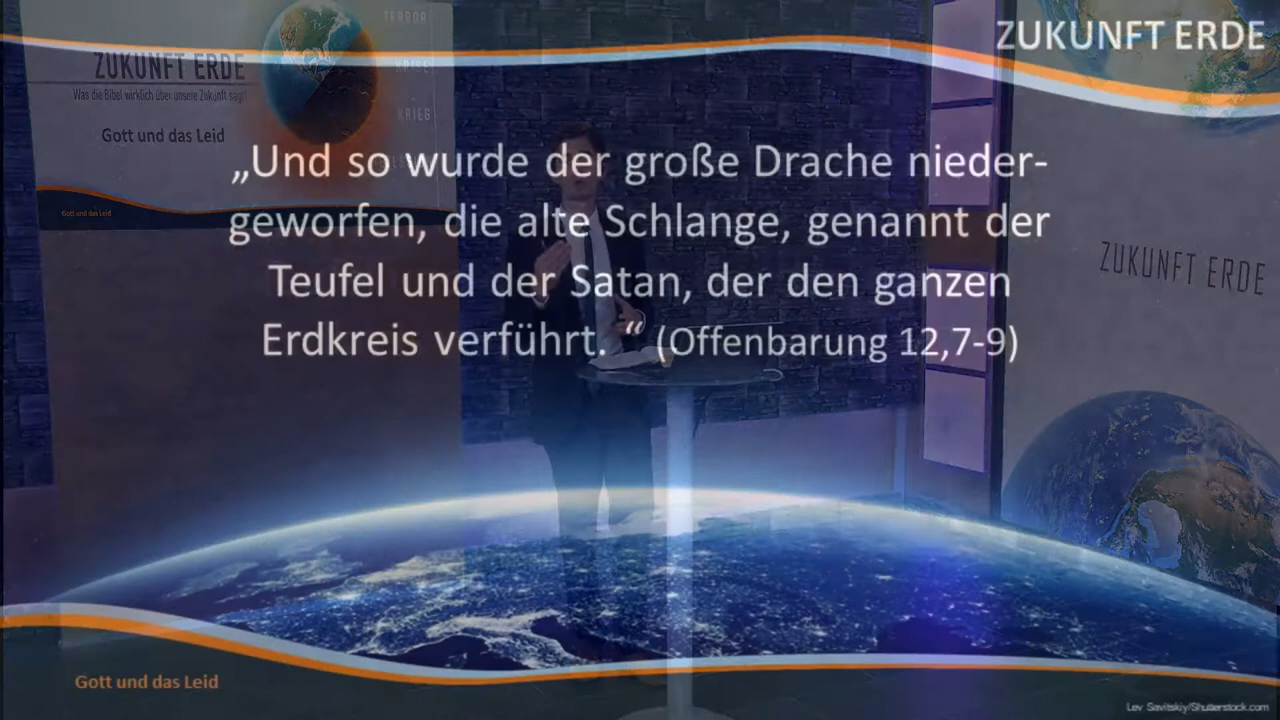 ZUKUNFT ERDE
TERROR
ZUKUNFT ERDE
Was die Bibel wirklich über unsere Zukunft sagt
KRIEG
Gott und das Leid
„Und so wurde der große Drache nieder-
geworfen, die alte Schlange, genannt der
Teufel und der Satan, der den ganzen
Erdkreis verführt. “ (Offenbarung 12,7-9)
Gott und das Leid
ZUKUNFT ERDE
Gott und das Leid
Lev Savitskiy/Shutterstock.com